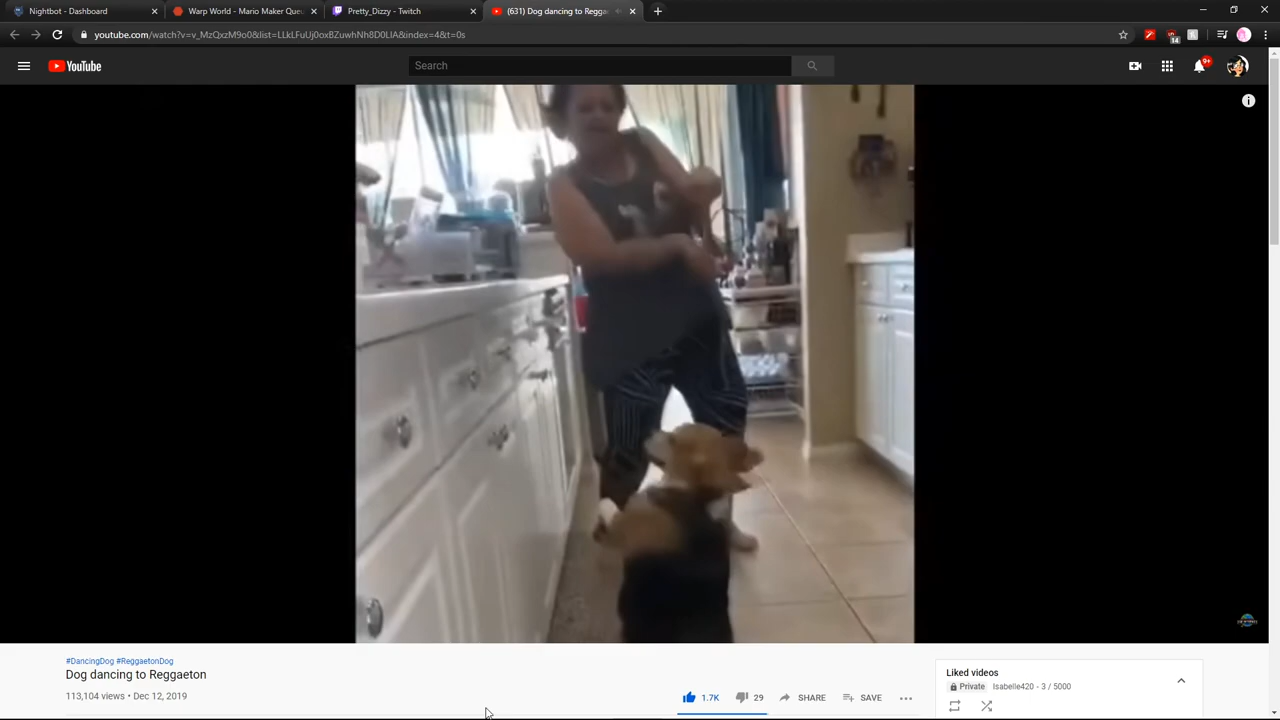 Nightbot - Dashboard
Warp World - Mario Maker Que
Pretty_Dizzy - Twitch
(631) Dog dancing to Regga
youtube.com/watch?v=v_MzQxzM9o0&list=LLkLFuUj0oxBZuwhNh8D0LIA&index=4&t=0s
14
YouTube
Search
9+
#DancingDog #ReggaetonDog
Dog dancing to Reggaeton
113,104 views • Dec 12, 2019
1.7K
29
SHARE
SAVE
Liked videos
Private Isabelle420 - 3 / 5000